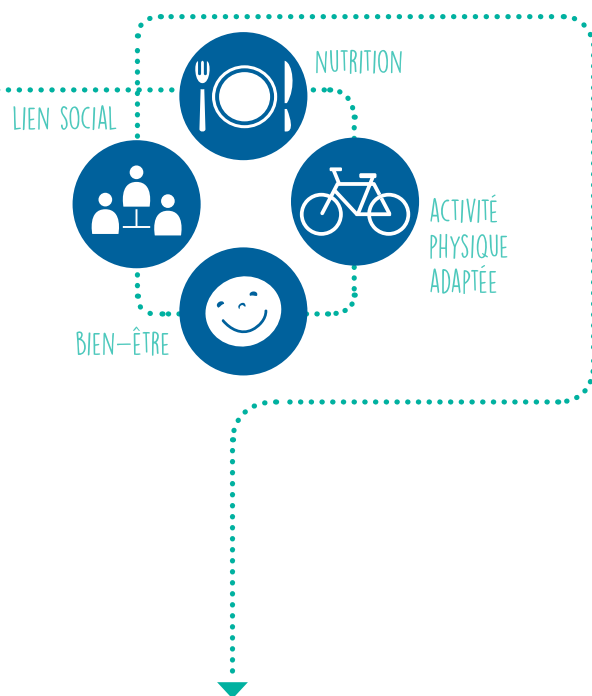 NUTRITION
LIEN SOCIAL
ACTIVITÉ
PHYSIQUE
ADAPTÉE
BIEN-ÊTRE